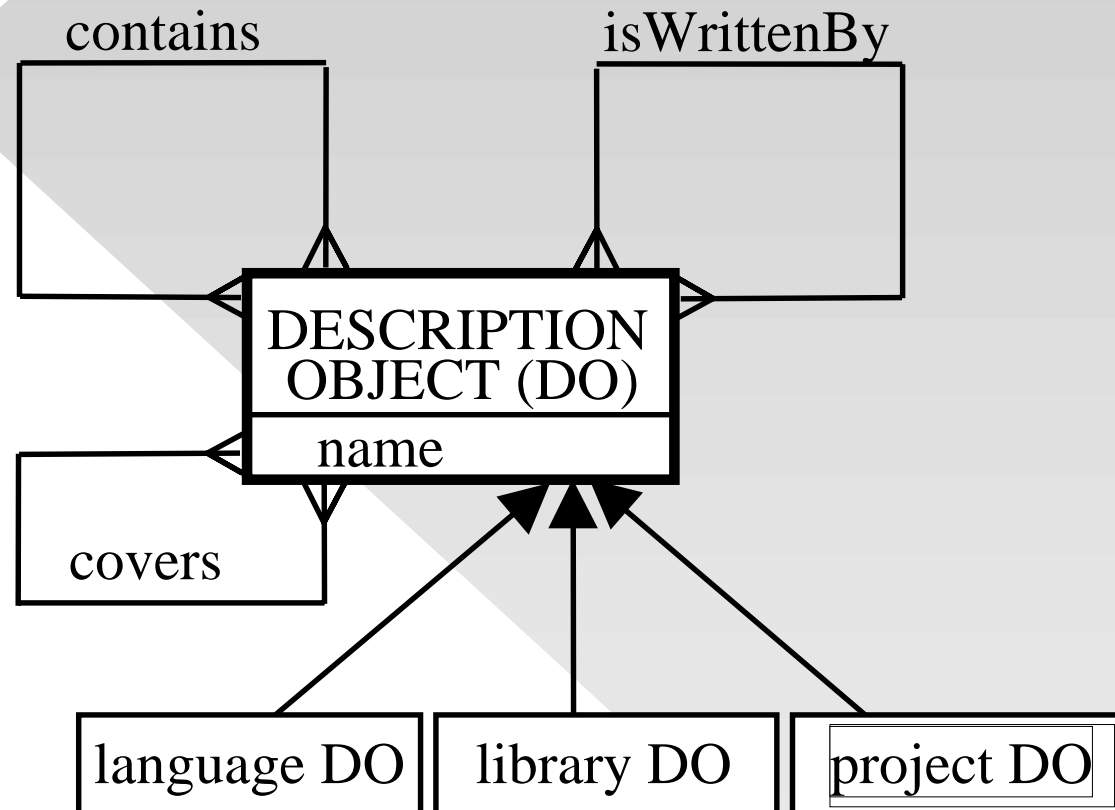 contains
isWrittenBy
DESCRIPTION
OBJECT (DO)
name
covers
language DO
library DO
project DO